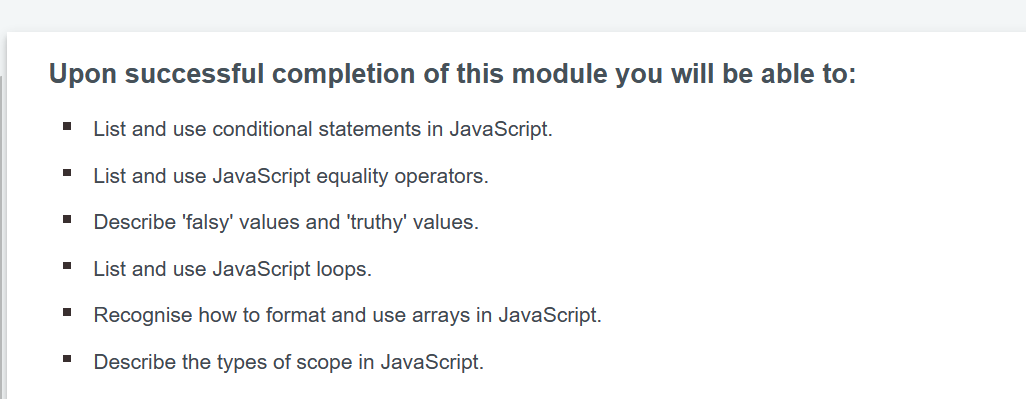 Upon successful completion of this module you will be able to:
List and use conditional statements in JavaScript.
List and use JavaScript equality operators.
Describe 'falsy' values and 'truthy' values.
List and use JavaScript loops.
Recognise how to format and use arrays in JavaScript.
Describe the types of scope in JavaScript.